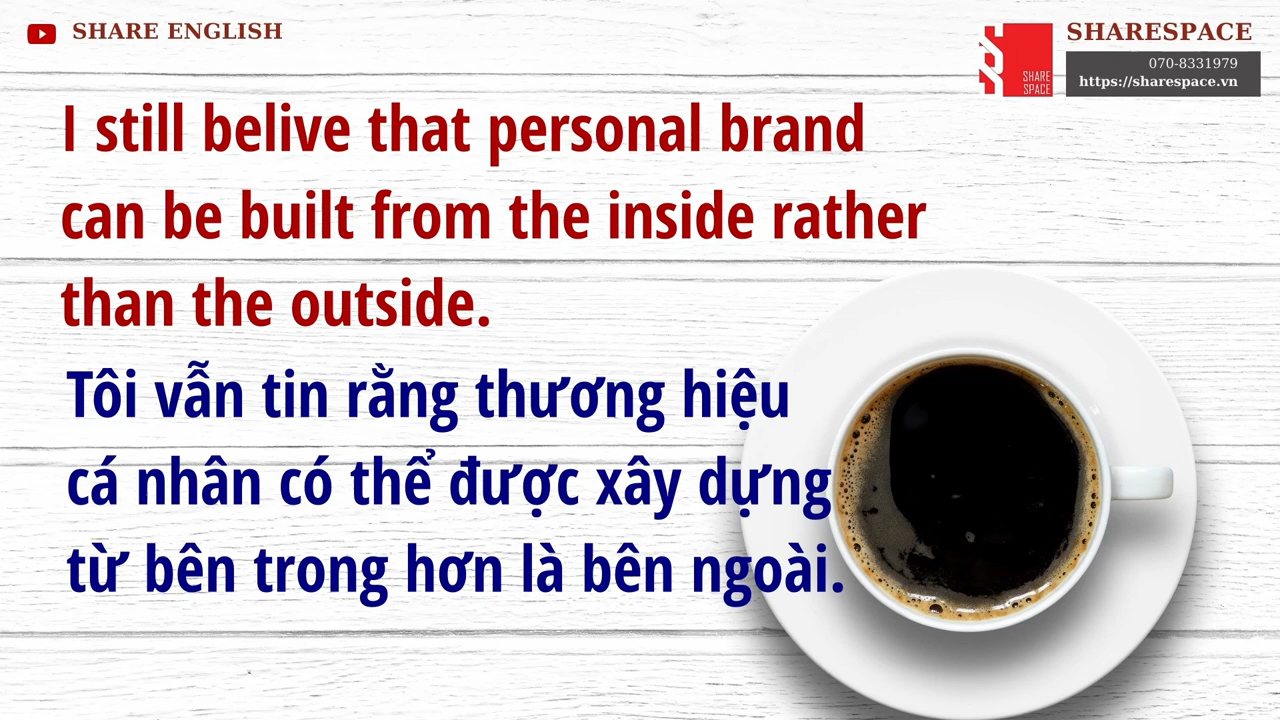 SHARE ENGLISH
SHARE SPACE
SHARESPACE
070-8331979
https://sharespace.vn
I still belive that personal brand
can be built from the inside rather
than the outside.
Tôi vẫn tin rằng thương hiệu
cá nhân có thể được xây dựng
từ bên trong hơn là bên ngoài.